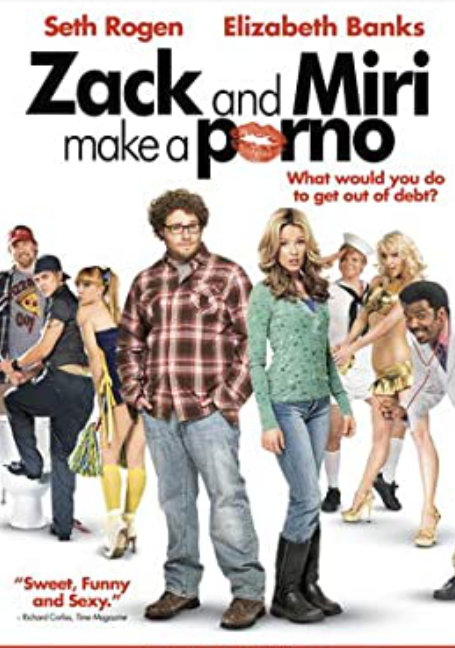 Seth Rogen Elizabeth Banks
Zack and Miri
make a porno
What would you do
to get out of debt?
"Sweet, Funny
and Sexy."
- Richard Corliss, Time Magazine